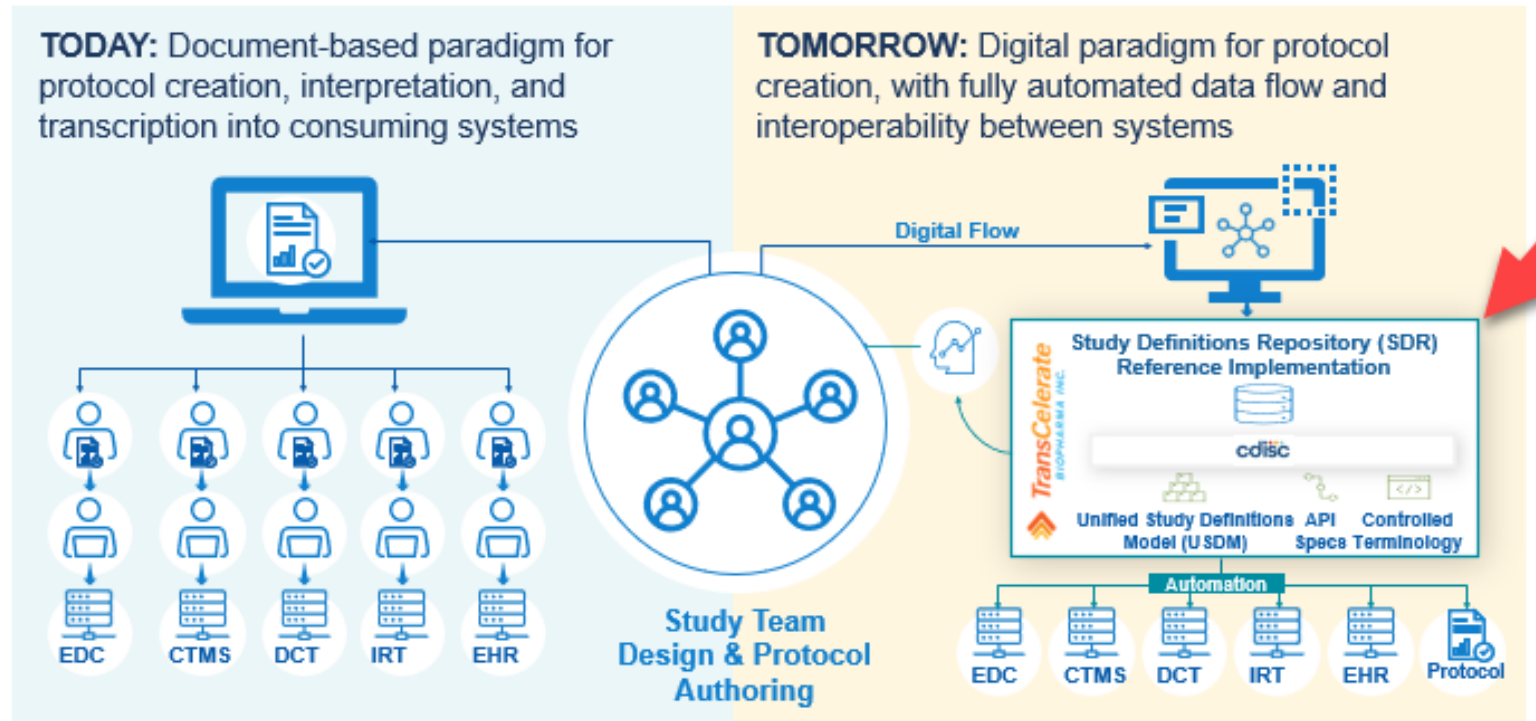 TODAY: Document-based paradigm for
protocol creation, interpretation, and
transcription into consuming systems
EDC
CTMS
DCT
IRT
EHR
Study Team
Design & Protocol
Authoring
TOMORROW: Digital paradigm for protocol
creation, with fully automated data flow and
interoperability between systems
Digital Flow
TransCelerate
BIOPHARMA INC.
Study Definitions Repository (SDR)
Reference Implementation
cdisc
Unified Study Definitions
Model (USDM)
API
Specs
Controlled
Terminology
Automation
EDC
CTMS
DCT
IRT
EHR
Protocol